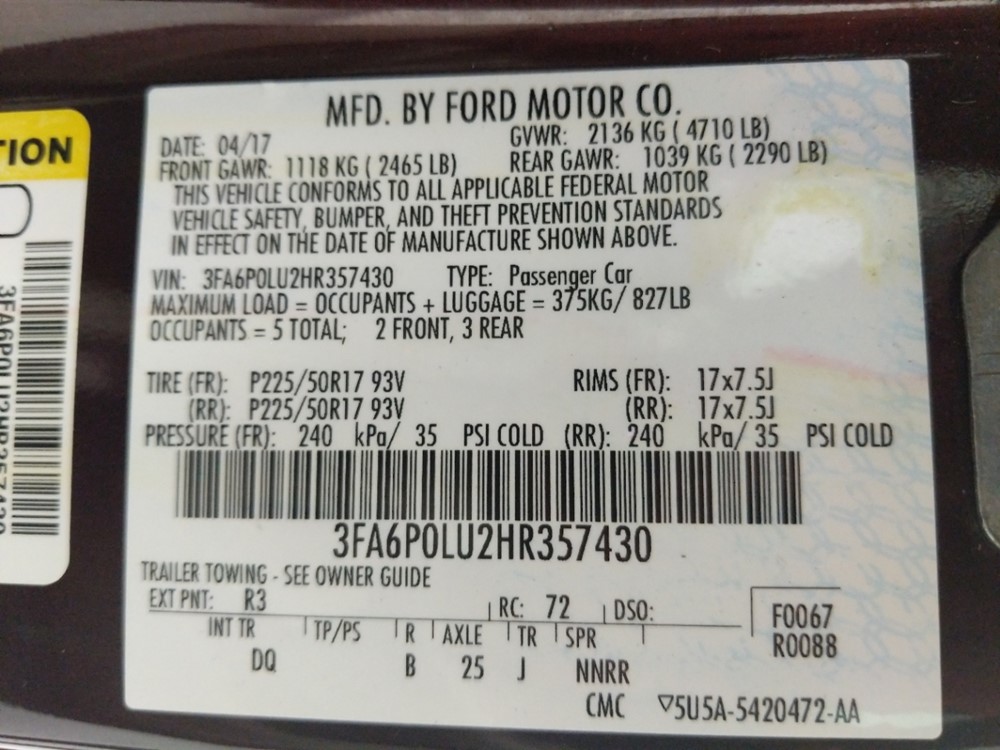 MFD. BY FORD MOTOR CO.
DATE: 04/17 GVWR: 2136 KG ( 4710 LB)
FRONT GAWR: 1118 KG ( 2465 LB) REAR GAWR: 1039 KG ( 2290 LB)
THIS VEHICLE CONFORMS TO ALL APPLICABLE FEDERAL MOTOR
VEHICLE SAFETY, BUMPER, AND THEFT PREVENTION STANDARDS
IN EFFECT ON THE DATE OF MANUFACTURE SHOWN ABOVE.
VIN: 3FA6P0LU2HR357430 TYPE: Passenger Car
MAXIMUM LOAD = OCCUPANTS + LUGGAGE = 375KG/ 827LB
OCCUPANTS = 5 TOTAL; 2 FRONT, 3 REAR
TIRE (FR): P225/50R17 93V RIMS (FR): 17x7.5J
(RR): P225/50R17 93V (RR): 17x7.5J
PRESSURE (FR): 240 kPa/ 35 PSI COLD (RR): 240 kPa/ 35 PSI COLD
3FA6P0LU2HR357430
TRAILER TOWING - SEE OWNER GUIDE
EXT PNT: R3 RC: 72 DSO:
F0067
R0088
INT TR TP/PS R AXLE TR SPR
DQ B 25 J NNRR
CMC ▽5U5A-5420472-AA
TION
3FA6P0LU2HR357430